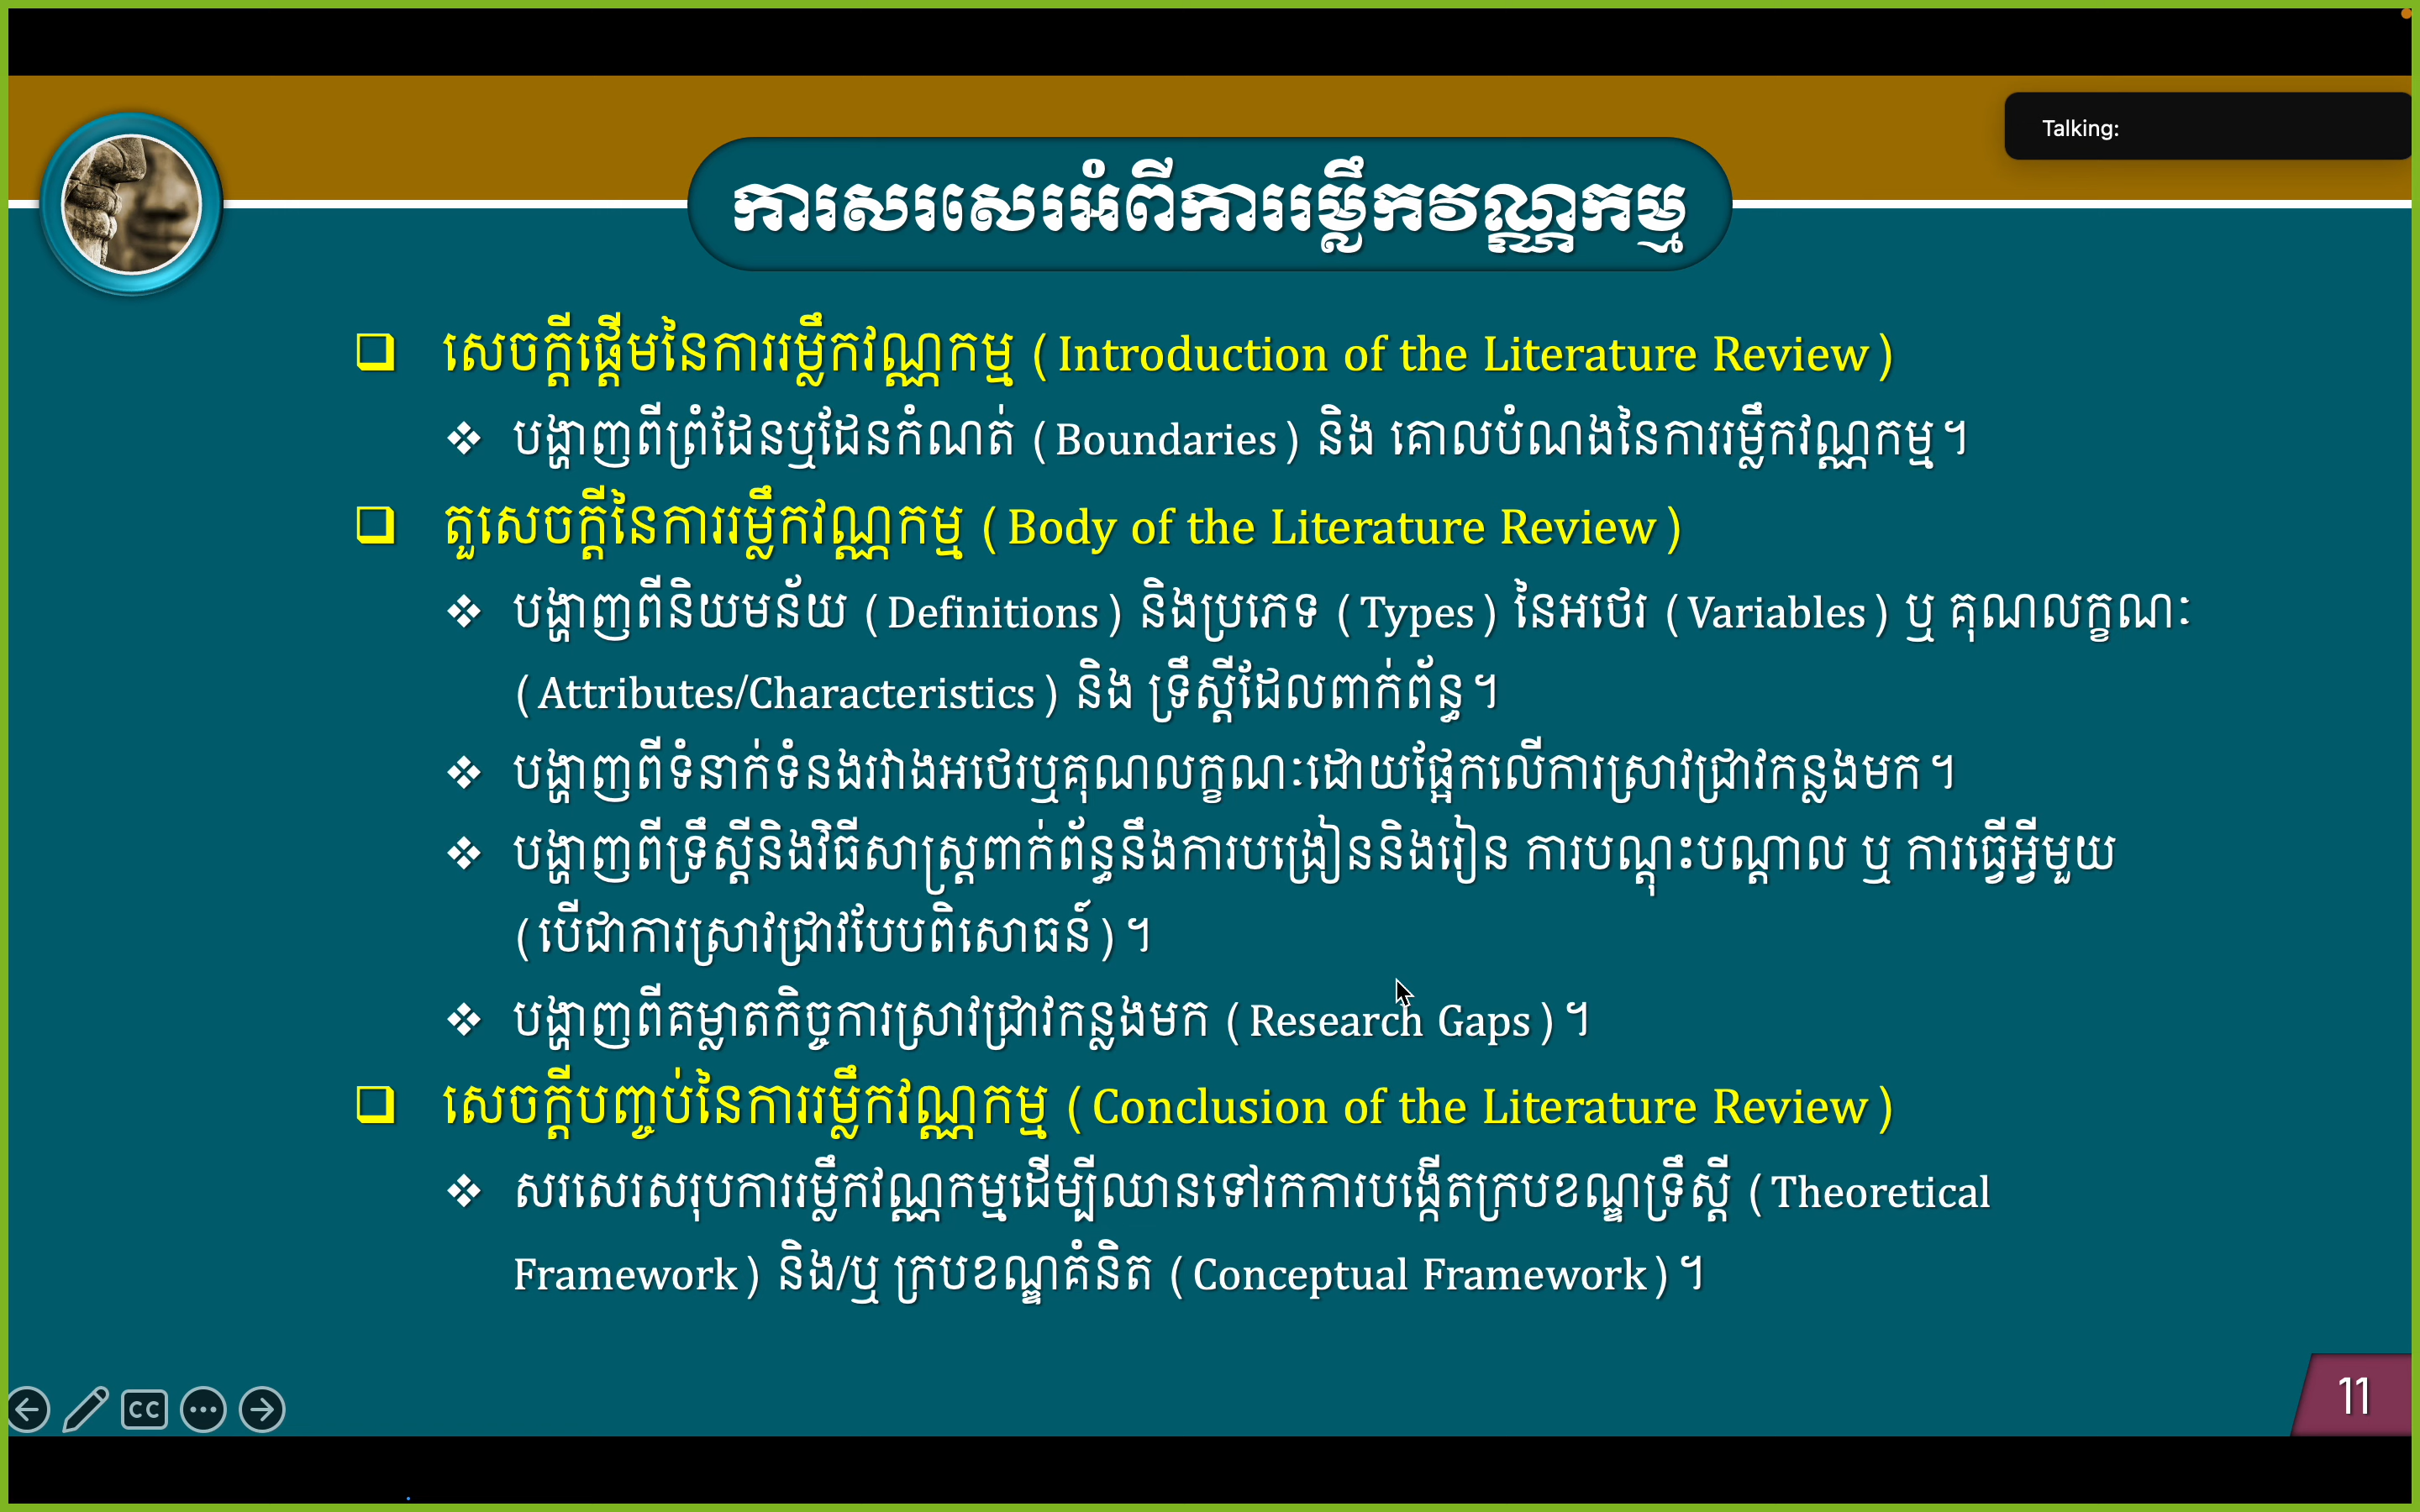 Talking:
ការសរសេរអំពីការរម្លឹកវណ្ណកម្ម
❑ សេចក្តីផ្តើមនៃការរម្លឹកវណ្ណកម្ម (Introduction of the Literature Review)
❖ បង្ហាញពីព្រំដែនឬដែនកំណត់ (Boundaries) និង គោលបំណងនៃការរម្លឹកវណ្ណកម្ម។
❑ តួសេចក្តីនៃការរម្លឹកវណ្ណកម្ម (Body of the Literature Review)
❖ បង្ហាញពីនិយមន័យ (Definitions) និងប្រភេទ (Types) នៃអថេរ (Variables) ឬ គុណលក្ខណៈ
(Attributes/Characteristics) និង ទ្រឹស្តីដែលពាក់ព័ន្ធ។
❖ បង្ហាញពីទំនាក់ទំនងរវាងអថេរឬគុណលក្ខណៈដោយផ្អែកលើការស្រាវជ្រាវកន្លងមក។
❖ បង្ហាញពីទ្រឹស្តីនិងវិធីសាស្ត្រពាក់ព័ន្ធនឹងការបង្រៀននិងរៀន ការបណ្តុះបណ្តាល ឬ ការធ្វើអ្វីមួយ
(បើជាការស្រាវជ្រាវបែបពិសោធន៍)។
❖ បង្ហាញពីគម្លាតកិច្ចការស្រាវជ្រាវកន្លងមក (Research Gaps)។
❑ សេចក្តីបញ្ចប់នៃការរម្លឹកវណ្ណកម្ម (Conclusion of the Literature Review)
❖ សរសេរសរុបការរម្លឹកវណ្ណកម្មដើម្បីឈានទៅរកការបង្កើតក្របខណ្ឌទ្រឹស្តី (Theoretical
Framework) និង/ឬ ក្របខណ្ឌគំនិត (Conceptual Framework)។
CC
11